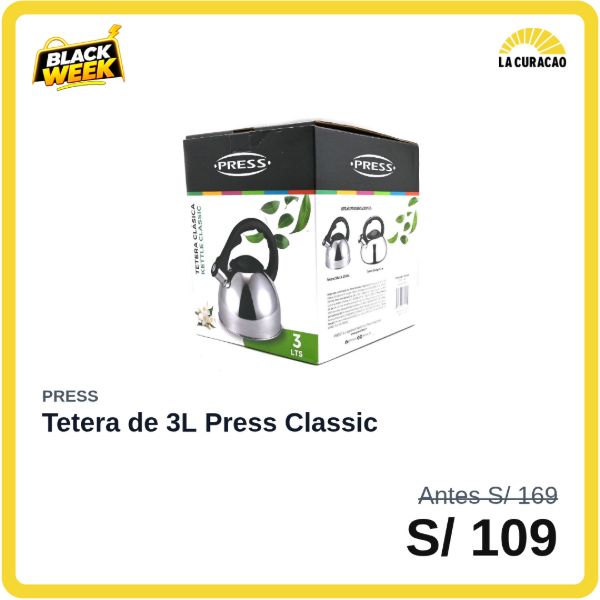 BLACK
WEEK
LA CURACAO
PRESS
PRESS
TETERA CLÁSICA
KETTLE CLASSIC
3
LTS
PRESS
Tetera de 3L Press Classic
Antes S/ 169
S/ 109